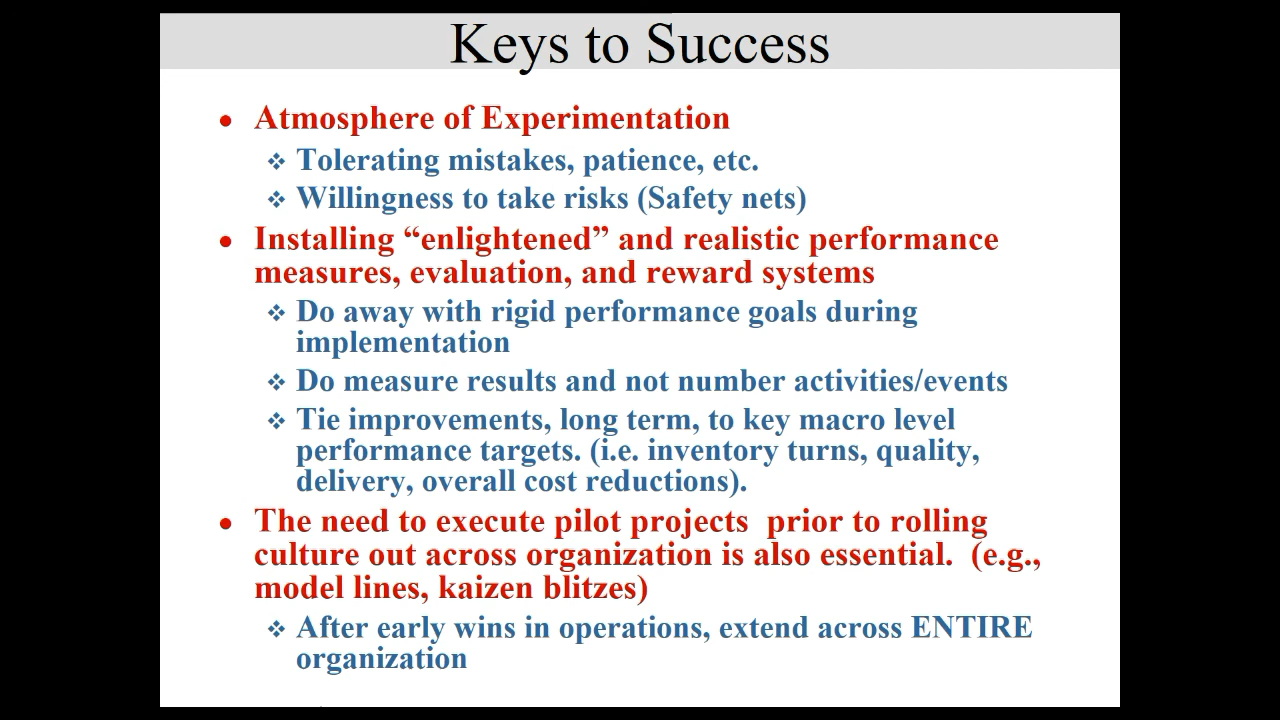 Keys to Success
• Atmosphere of Experimentation
❖ Tolerating mistakes, patience, etc.
❖ Willingness to take risks (Safety nets)
• Installing “enlightened” and realistic performance
measures, evaluation, and reward systems
❖ Do away with rigid performance goals during
implementation
❖ Do measure results and not number activities/events
❖ Tie improvements, long term, to key macro level
performance targets. (i.e. inventory turns, quality,
delivery, overall cost reductions).
• The need to execute pilot projects  prior to rolling
culture out across organization is also essential.  (e.g.,
model lines, kaizen blitzes)
❖ After early wins in operations, extend across ENTIRE
organization